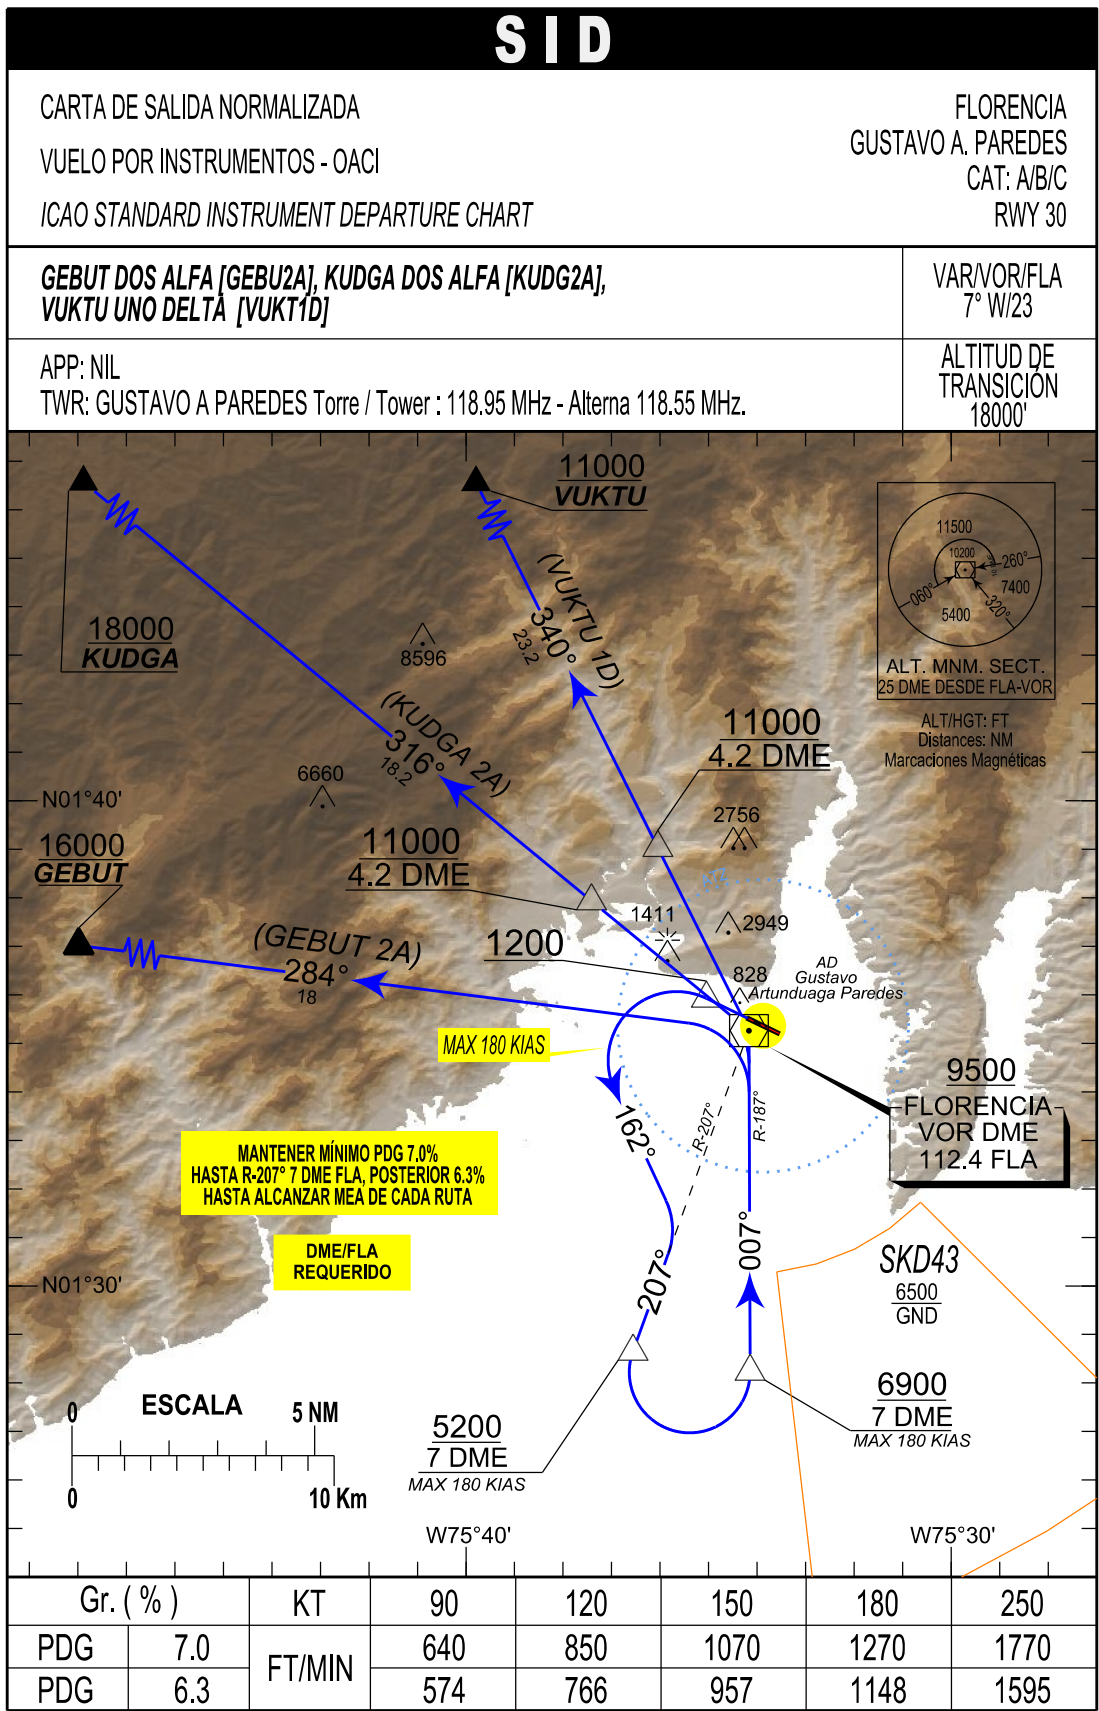 SID
CARTA DE SALIDA NORMALIZADA
VUELO POR INSTRUMENTOS - OACI
ICAO STANDARD INSTRUMENT DEPARTURE CHART
FLORENCIA
GUSTAVO A. PAREDES
CAT: A/B/C
RWY 30
GEBUT DOS ALFA [GEBU2A], KUDGA DOS ALFA [KUDG2A],
VUKTU UNO DELTA [VUKT1D]
VAR/VOR/FLA
7° W/23
APP: NIL
TWR: GUSTAVO A PAREDES Torre / Tower : 118.95 MHz - Alterna 118.55 MHz.
ALTITUD DE
TRANSICIÓN
18000'
11000
VUKTU
18000
KUDGA
8596
(VUKTU 1D)
340°
23.2
11500
10200
260°
7400
060°
320°
5400
ALT. MNM. SECT.
25 DME DESDE FLA-VOR
ALT/HGT: FT
Distances: NM
Marcaciones Magnéticas
(KUDGA 2A)
316°
18.2
11000
4.2 DME
6660
N01°40'
2756
16000
GEBUT
11000
4.2 DME
1411
2949
(GEBUT 2A)
284°
18
1200
828
AD
Gustavo
Artunduaga Paredes
MAX 180 KIAS
9500
FLORENCIA
VOR DME
112.4 FLA
162°
R-207°
R-187°
MANTENER MÍNIMO PDG 7.0%
HASTA R-207° 7 DME FLA, POSTERIOR 6.3%
HASTA ALCANZAR MEA DE CADA RUTA
DME/FLA
REQUERIDO
207°
007°
SKD43
6500
GND
N01°30'
ESCALA
0
5 NM
0
10 Km
5200
7 DME
MAX 180 KIAS
6900
7 DME
MAX 180 KIAS
W75°40'
W75°30'
Gr. ( % )
KT
90
120
150
180
250
PDG
7.0
FT/MIN
640
850
1070
1270
1770
PDG
6.3
574
766
957
1148
1595